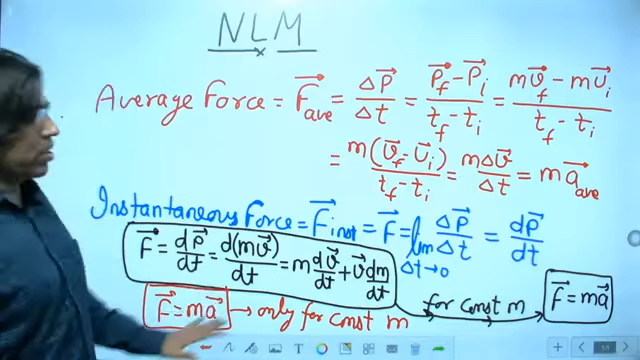 NLM
Average Force = F⃗ave = ΔP⃗/Δt = (P⃗f − P⃗i)/(tf − ti) = (mv⃗f − mv⃗i)/(tf − ti)
= m(v⃗f − v⃗i)/(tf − ti) = mΔv⃗/Δt = ma⃗ave
Instantaneous Force = F⃗inst = F⃗ = lim Δt→0 ΔP⃗/Δt = dP⃗/dt
F⃗ = dP⃗/dt = d(mv⃗)/dt = m dv⃗/dt + v⃗ dm/dt
for const m
F⃗ = ma⃗
F⃗ = ma⃗ → only for const m